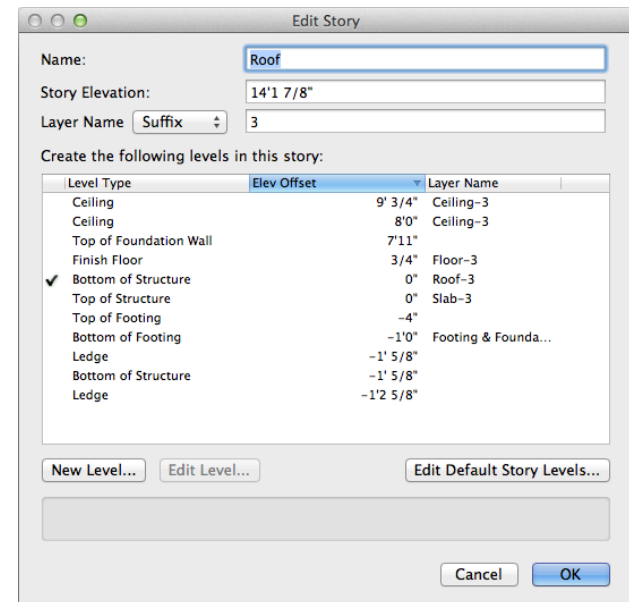 Edit Story
Name: Roof
Story Elevation: 14'1 7/8"
Layer Name Suffix 3
Create the following levels in this story:
Level Type Elev Offset Layer Name
Ceiling 9' 3/4" Ceiling-3
Ceiling 8'0" Ceiling-3
Top of Foundation Wall 7'11"
Finish Floor 3/4" Floor-3
✓ Bottom of Structure 0" Roof-3
Top of Structure 0" Slab-3
Top of Footing -4"
Bottom of Footing -1'0" Footing & Founda...
Ledge -1' 5/8"
Bottom of Structure -1' 5/8"
Ledge -1'2 5/8"
New Level... Edit Level... Edit Default Story Levels...
Cancel OK